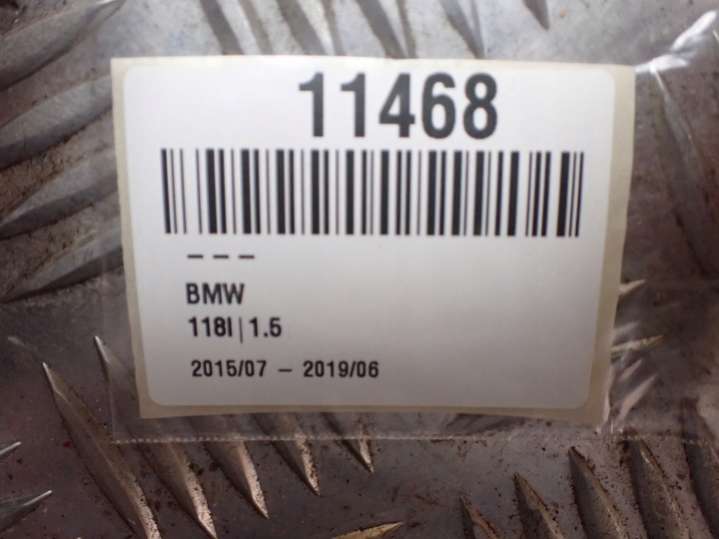 11468
– – –
BMW
118I | 1.5
2015/07 – 2019/06